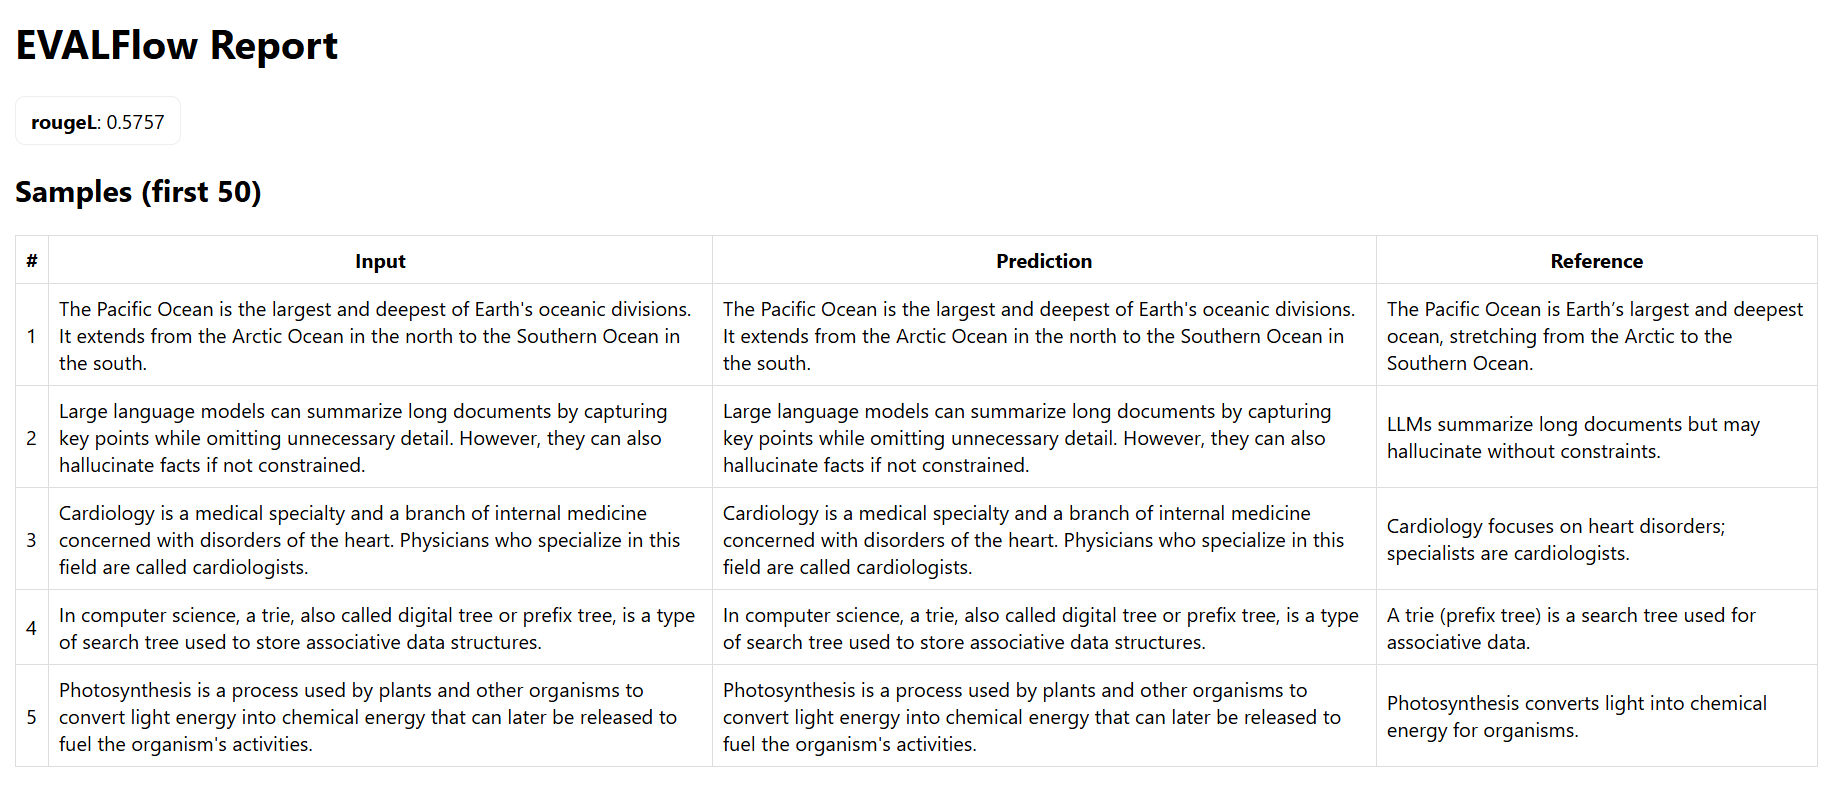 EVALFlow Report
rougeL: 0.5757
Samples (first 50)
# Input Prediction Reference
1
The Pacific Ocean is the largest and deepest of Earth's oceanic divisions.
It extends from the Arctic Ocean in the north to the Southern Ocean in
the south.
The Pacific Ocean is the largest and deepest of Earth's oceanic divisions.
It extends from the Arctic Ocean in the north to the Southern Ocean in
the south.
The Pacific Ocean is Earth’s largest and deepest
ocean, stretching from the Arctic to the
Southern Ocean.
2
Large language models can summarize long documents by capturing
key points while omitting unnecessary detail. However, they can also
hallucinate facts if not constrained.
Large language models can summarize long documents by capturing
key points while omitting unnecessary detail. However, they can also
hallucinate facts if not constrained.
LLMs summarize long documents but may
hallucinate without constraints.
3
Cardiology is a medical specialty and a branch of internal medicine
concerned with disorders of the heart. Physicians who specialize in this
field are called cardiologists.
Cardiology is a medical specialty and a branch of internal medicine
concerned with disorders of the heart. Physicians who specialize in this
field are called cardiologists.
Cardiology focuses on heart disorders;
specialists are cardiologists.
4
In computer science, a trie, also called digital tree or prefix tree, is a type
of search tree used to store associative data structures.
In computer science, a trie, also called digital tree or prefix tree, is a type
of search tree used to store associative data structures.
A trie (prefix tree) is a search tree used for
associative data.
5
Photosynthesis is a process used by plants and other organisms to
convert light energy into chemical energy that can later be released to
fuel the organism's activities.
Photosynthesis is a process used by plants and other organisms to
convert light energy into chemical energy that can later be released to
fuel the organism's activities.
Photosynthesis converts light into chemical
energy for organisms.